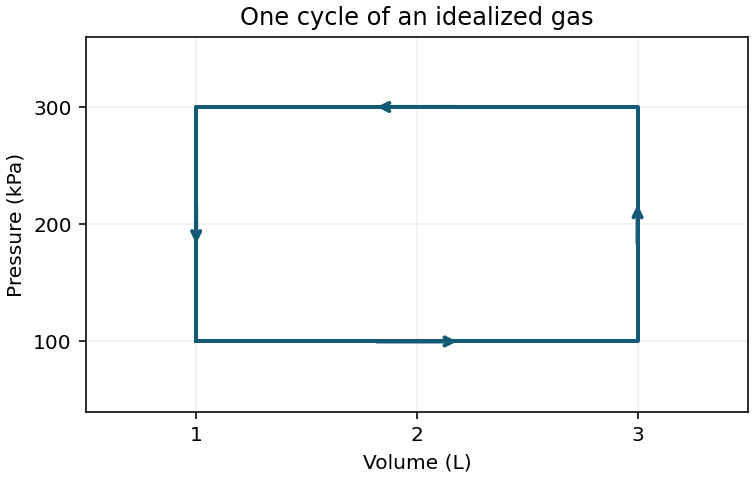 One cycle of an idealized gas
Pressure (kPa)
300
200
100
1 2 3
Volume (L)